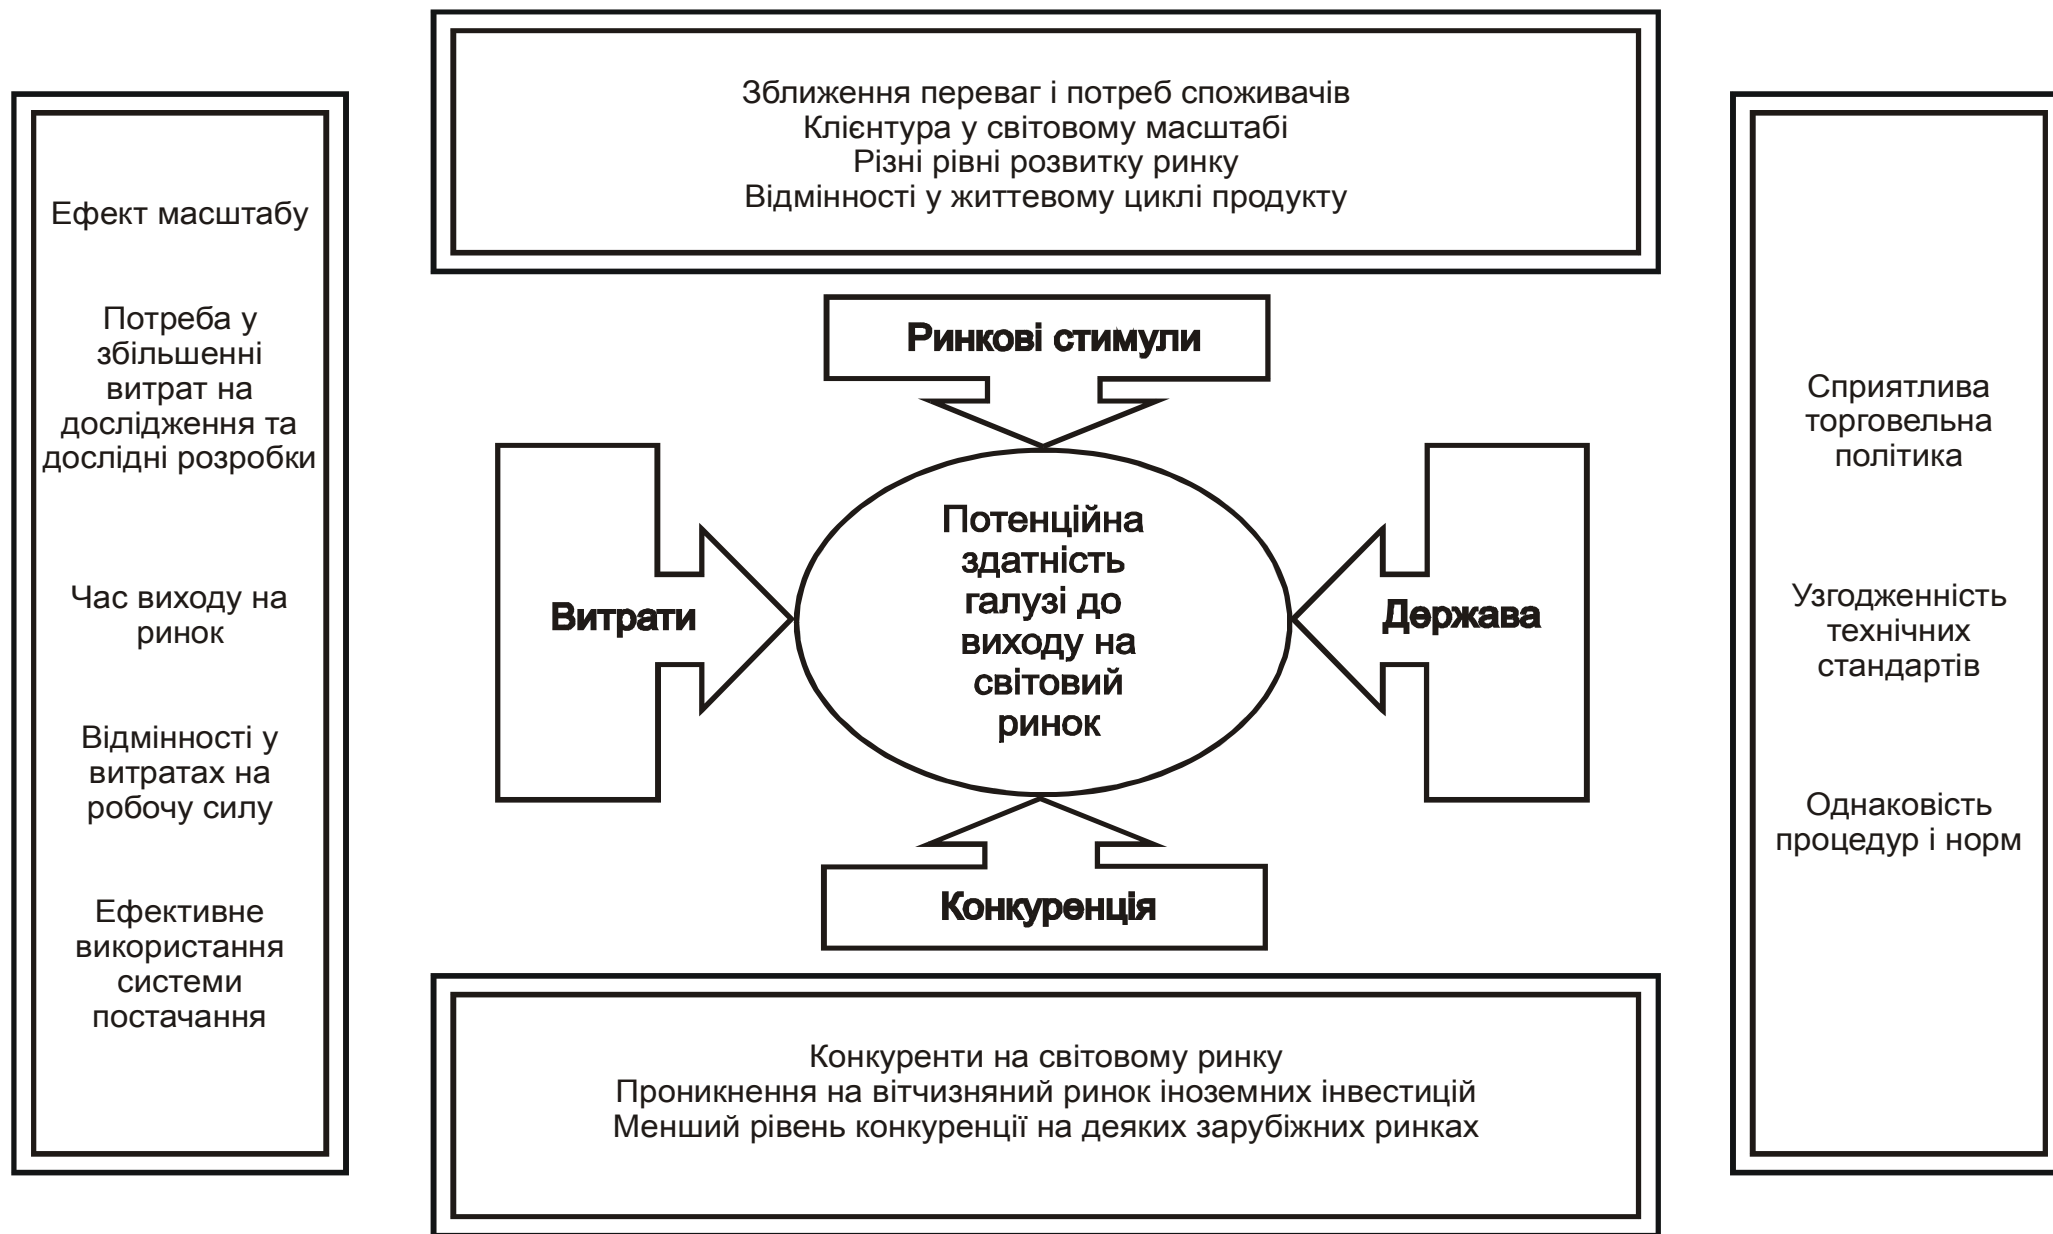 Зближення переваг і потреб споживачів
Клієнтура у світовому масштабі
Різні рівні розвитку ринку
Відмінності у життевому циклі продукту
Ефект масштабу
Потреба у
збільшенні
витрат на
дослідження та
дослідні розробки
Час виходу на
ринок
Відмінності у
витратах на
робочу силу
Ефективне
використання
системи
постачання
Ринкові стимули
Витрати
Потенційна
здатність
галузі до
виходу на
світовий
ринок
Держава
Конкуренція
Сприятлива
торговельна
політика
Узгодженність
технічних
стандартів
Однаковість
процедур і норм
Конкуренти на світовому ринку
Проникнення на вітчизняний ринок іноземних інвестицій
Менший рівень конкуренції на деяких зарубіжних ринках